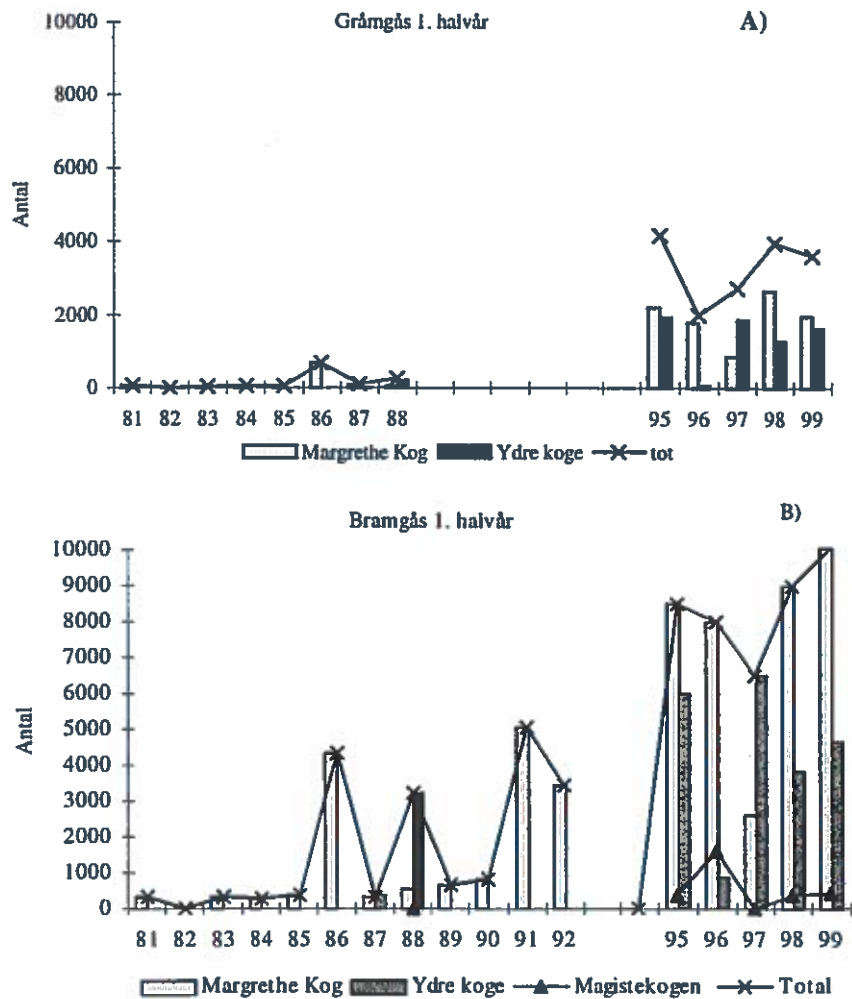 Grågås 1. halvår
A)
10000
8000
6000
4000
2000
0
Antal
81 82 83 84 85 86 87 88 95 96 97 98 99
Margrethe Kog Ydre koge tot
Bramgås 1. halvår
B)
10000
9000
8000
7000
6000
5000
4000
3000
2000
1000
0
Antal
81 82 83 84 85 86 87 88 89 90 91 92 95 96 97 98 99
Margrethe Kog Ydre koge Magistekogen Total